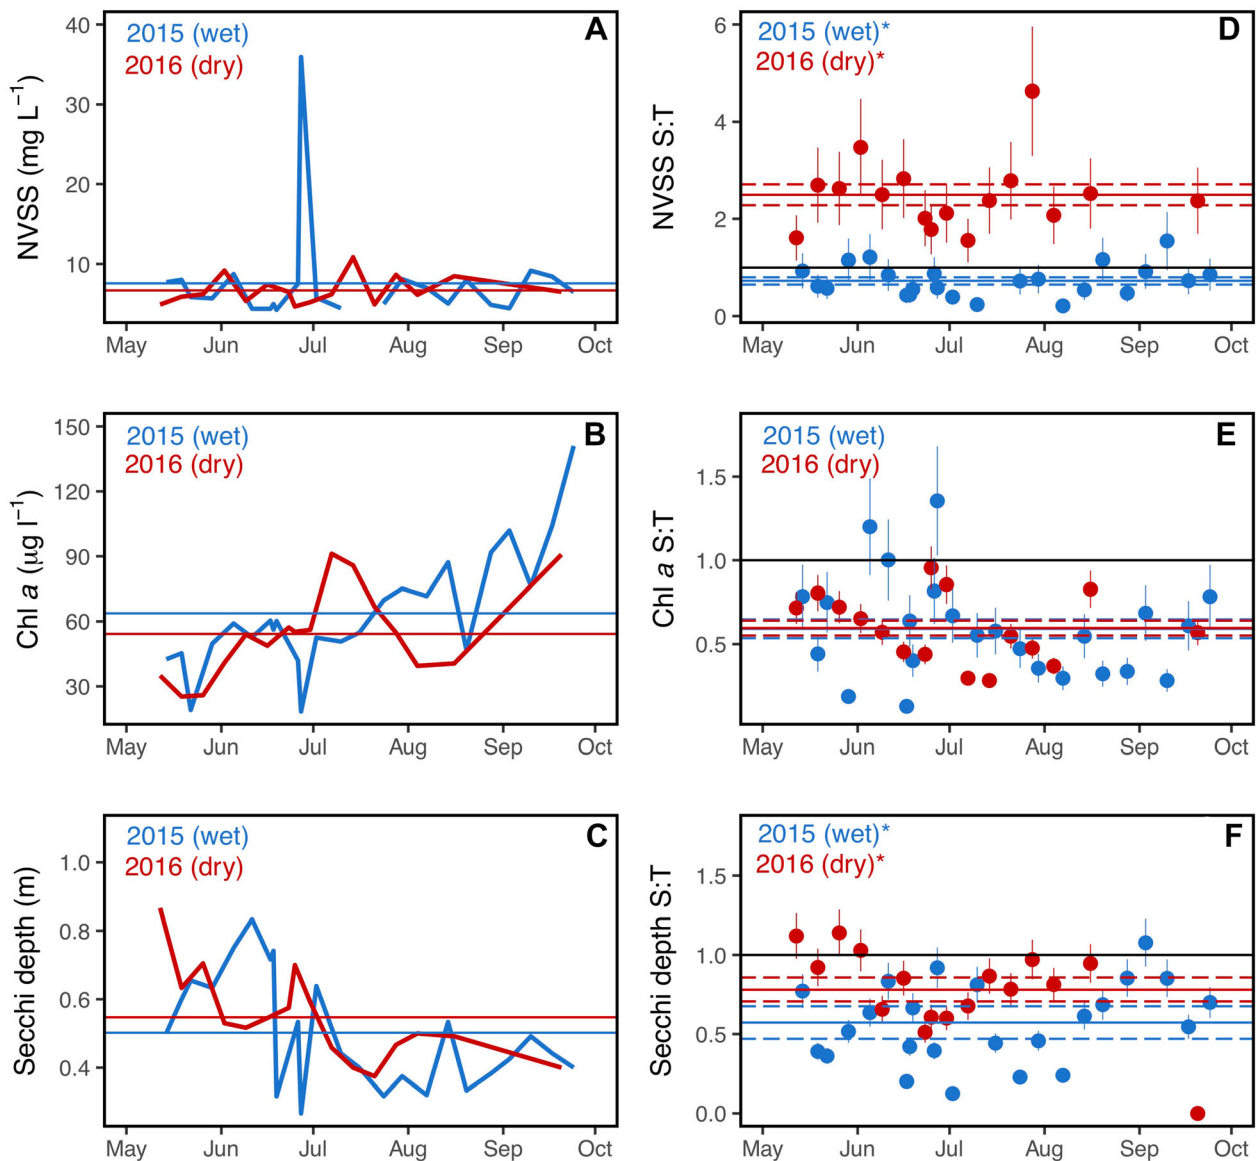 A
2015 (wet)
2016 (dry)
NVSS (mg L⁻¹)
40
30
20
10
May Jun Jul Aug Sep Oct
D
2015 (wet)*
2016 (dry)*
NVSS S:T
6
4
2
0
May Jun Jul Aug Sep Oct
B
2015 (wet)
2016 (dry)
Chl a (µg l⁻¹)
150
120
90
60
30
May Jun Jul Aug Sep Oct
E
2015 (wet)
2016 (dry)
Chl a S:T
1.5
1.0
0.5
May Jun Jul Aug Sep Oct
C
2015 (wet)
2016 (dry)
Secchi depth (m)
1.0
0.8
0.6
0.4
May Jun Jul Aug Sep Oct
F
2015 (wet)*
2016 (dry)*
Secchi depth S:T
1.5
1.0
0.5
0.0
May Jun Jul Aug Sep Oct